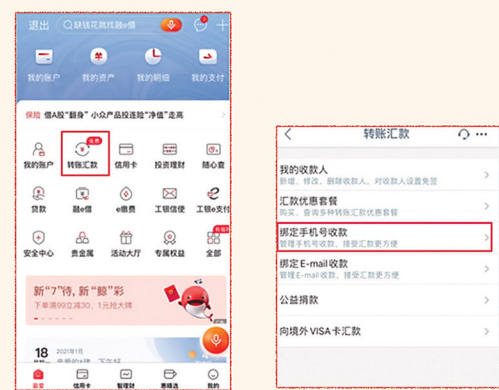 退出 缺钱花就找融e借
我的账户 我的资产 我的明细 我的支付
保险 借A股“翻身” 小众产品投连险“净值”走高
我的账户 转账汇款 信用卡 投资理财 随心查
贷款 融e借 e缴费 工银信使 工银e支付
安全中心 贵金属 活动大厅 专属权益 全部
新“7”待, 新“鲸”彩
下单满99立减30, 1元抢大牌
18 2021年1月
最爱 信用卡 智理财 惠精选 我的
转账汇款
我的收款人
新增、修改、删除收款人, 对收款人设置免签
汇款优惠套餐
购买、查询多种转账汇款优惠套餐
绑定手机号收款
管理手机号收款, 接受汇款更方便
绑定E-mail收款
管理E-mail收款, 接受汇款更方便
公益捐款
向境外VISA卡汇款